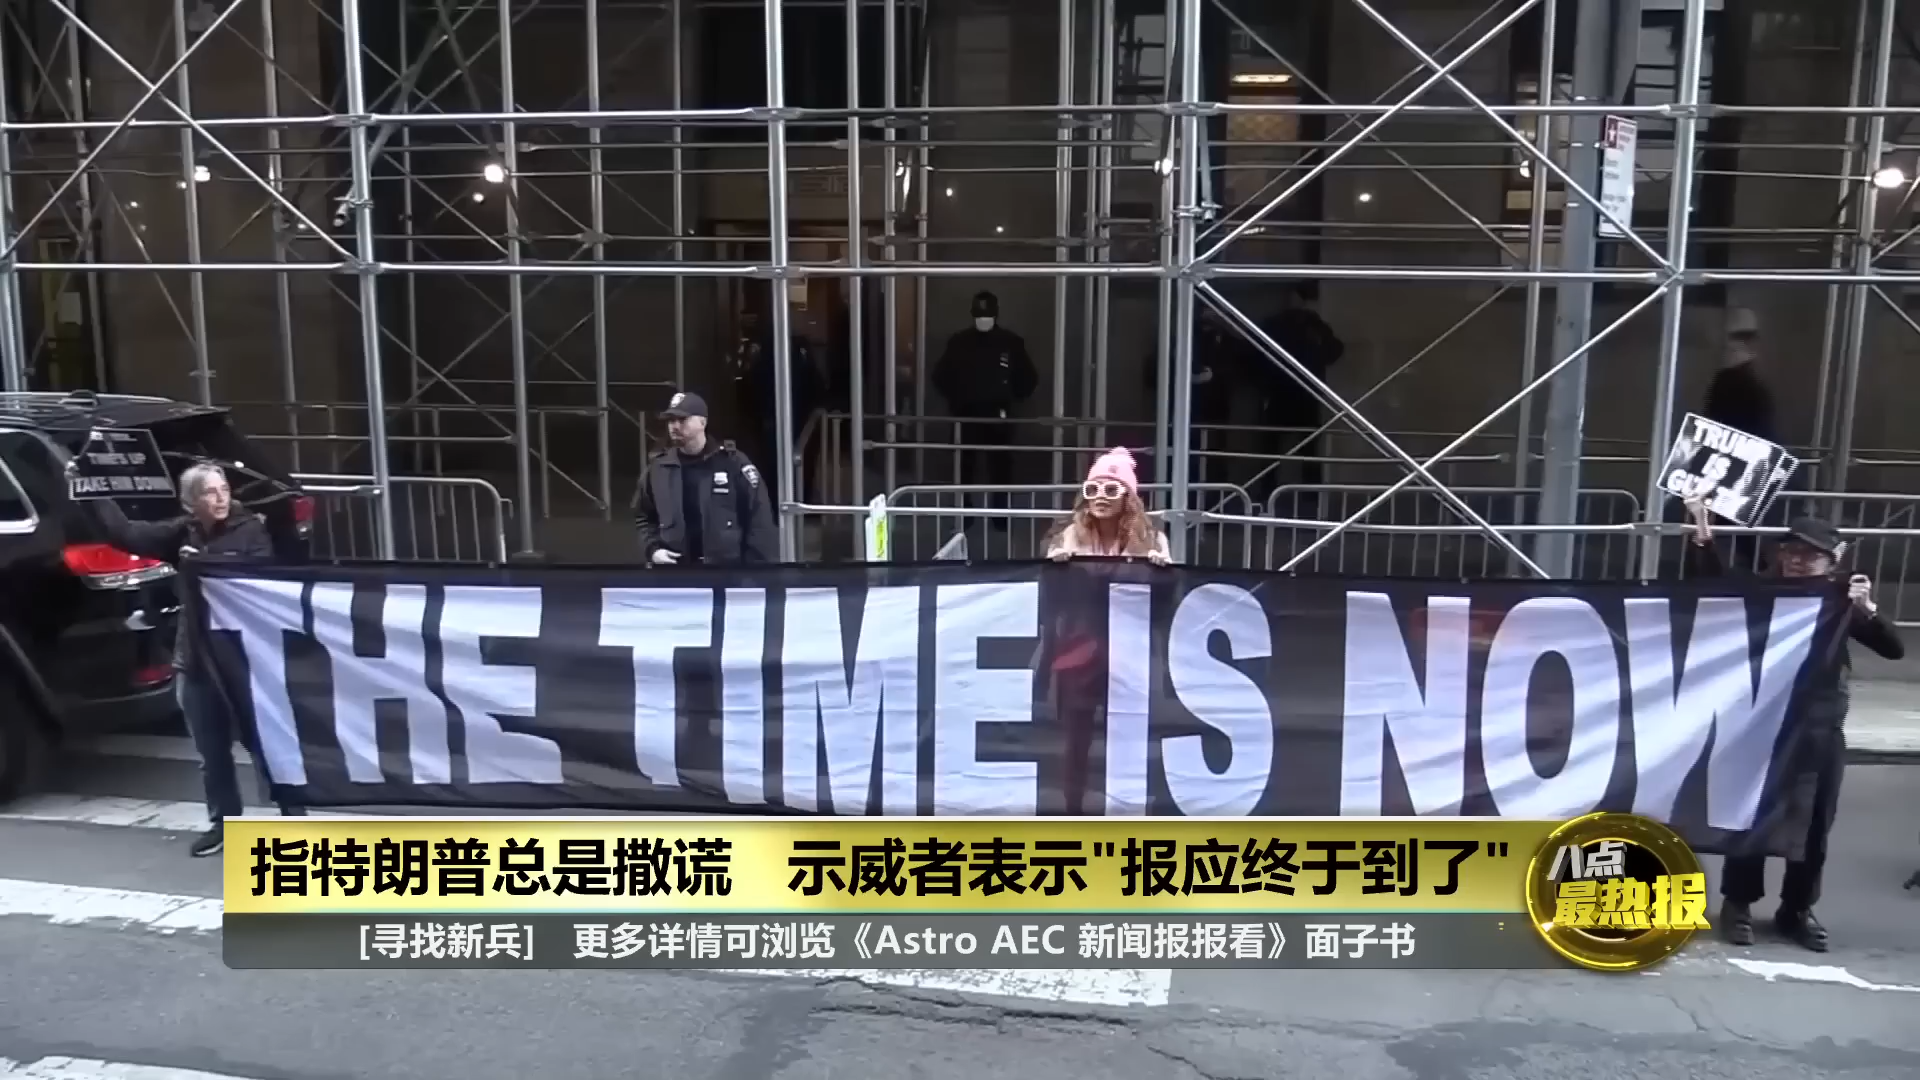 TIME'S UP
TAKE HIM DOWN
TRUMP
IS
GUILTY
THE TIME IS NOW
指特朗普总是撒谎 示威者表示"报应终于到了"
八点
最热报
[寻找新兵] 更多详情可浏览《Astro AEC 新闻报报看》面子书